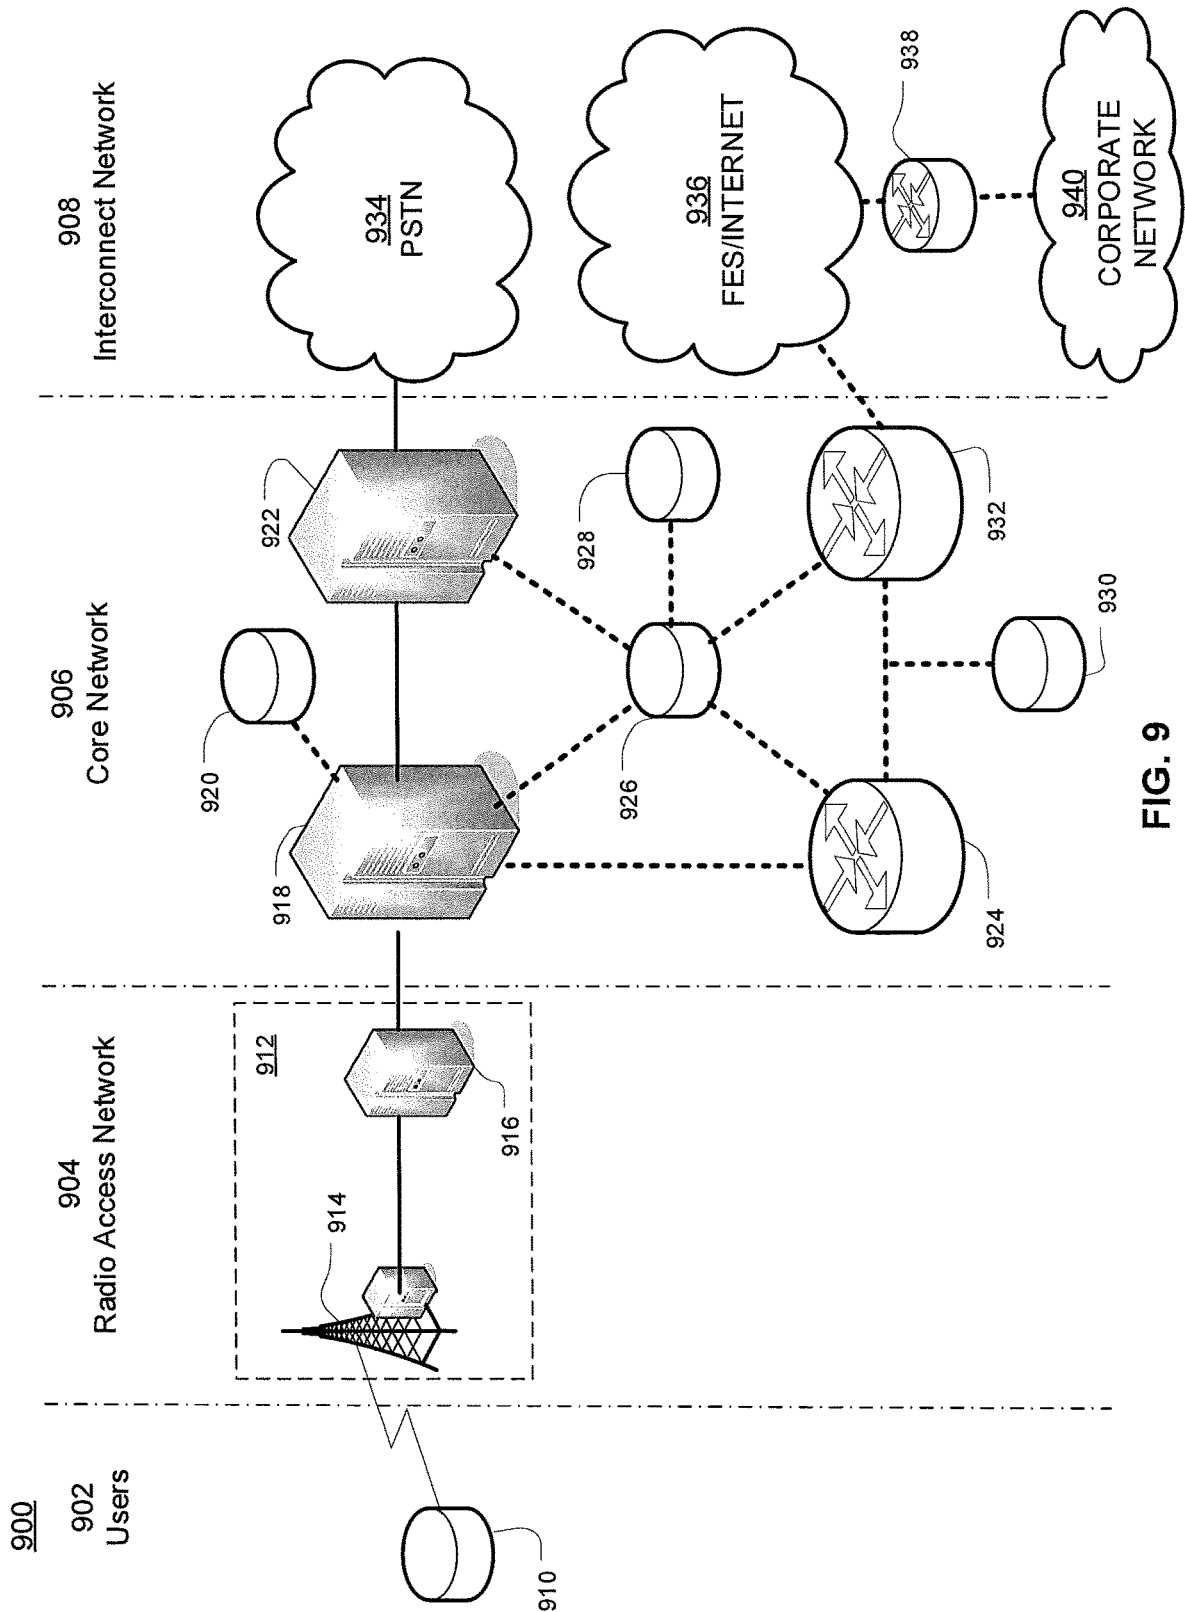 900
902
Users
904
Radio Access Network
906
Core Network
908
Interconnect Network
910
912
914
916
918
920
922
924
926
928
930
932
934
PSTN
936
FES/INTERNET
938
940
CORPORATE
NETWORK
FIG. 9